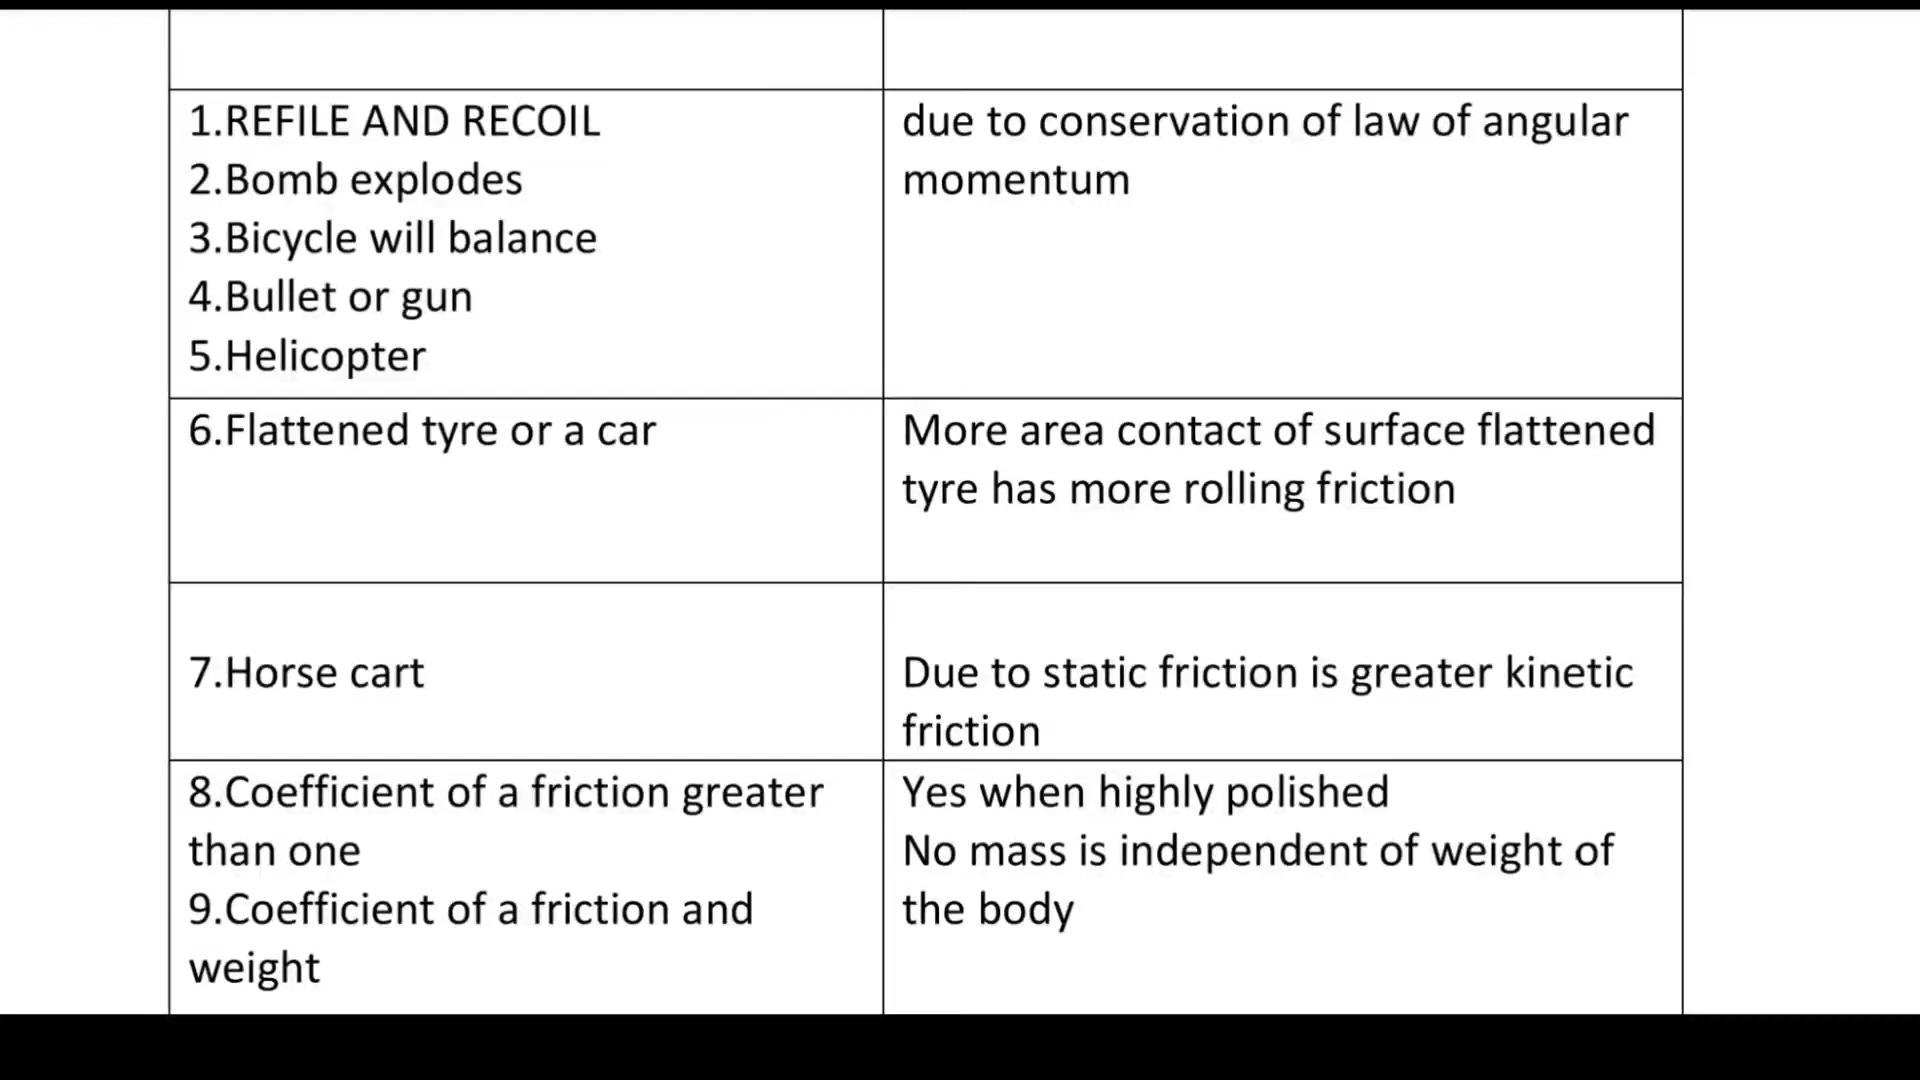 1.REFILE AND RECOIL
2.Bomb explodes
3.Bicycle will balance
4.Bullet or gun
5.Helicopter
due to conservation of law of angular
momentum
6.Flattened tyre or a car
More area contact of surface flattened
tyre has more rolling friction
7.Horse cart
Due to static friction is greater kinetic
friction
8.Coefficient of a friction greater
than one
9.Coefficient of a friction and
weight
Yes when highly polished
No mass is independent of weight of
the body